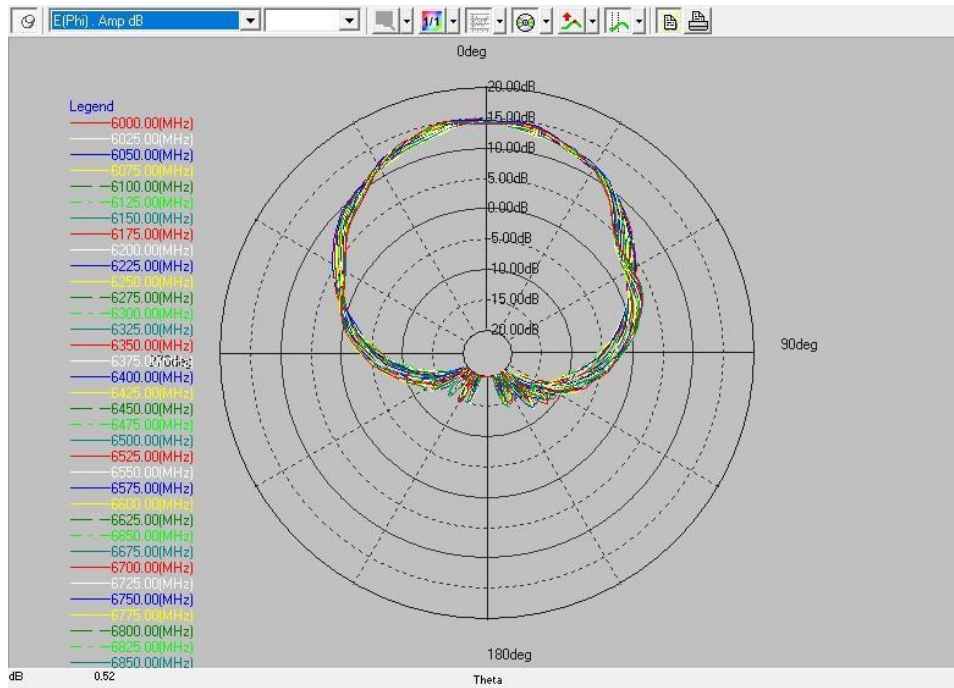 E(Phi) . Amp dB
1/1
0deg
Legend
6000.00(MHz)
6025.00(MHz)
6050.00(MHz)
6075.00(MHz)
6100.00(MHz)
6125.00(MHz)
6150.00(MHz)
6175.00(MHz)
6200.00(MHz)
6225.00(MHz)
6250.00(MHz)
6275.00(MHz)
6300.00(MHz)
6325.00(MHz)
6350.00(MHz)
6375.00(MHz)
6400.00(MHz)
6425.00(MHz)
6450.00(MHz)
6475.00(MHz)
6500.00(MHz)
6525.00(MHz)
6550.00(MHz)
6575.00(MHz)
6600.00(MHz)
6625.00(MHz)
6650.00(MHz)
6675.00(MHz)
6700.00(MHz)
6725.00(MHz)
6750.00(MHz)
6775.00(MHz)
6800.00(MHz)
6825.00(MHz)
6850.00(MHz)
20.00dB
15.00dB
10.00dB
5.00dB
0.00dB
-5.00dB
-10.00dB
-15.00dB
-20.00dB
270deg
90deg
180deg
dB 0.52 Theta